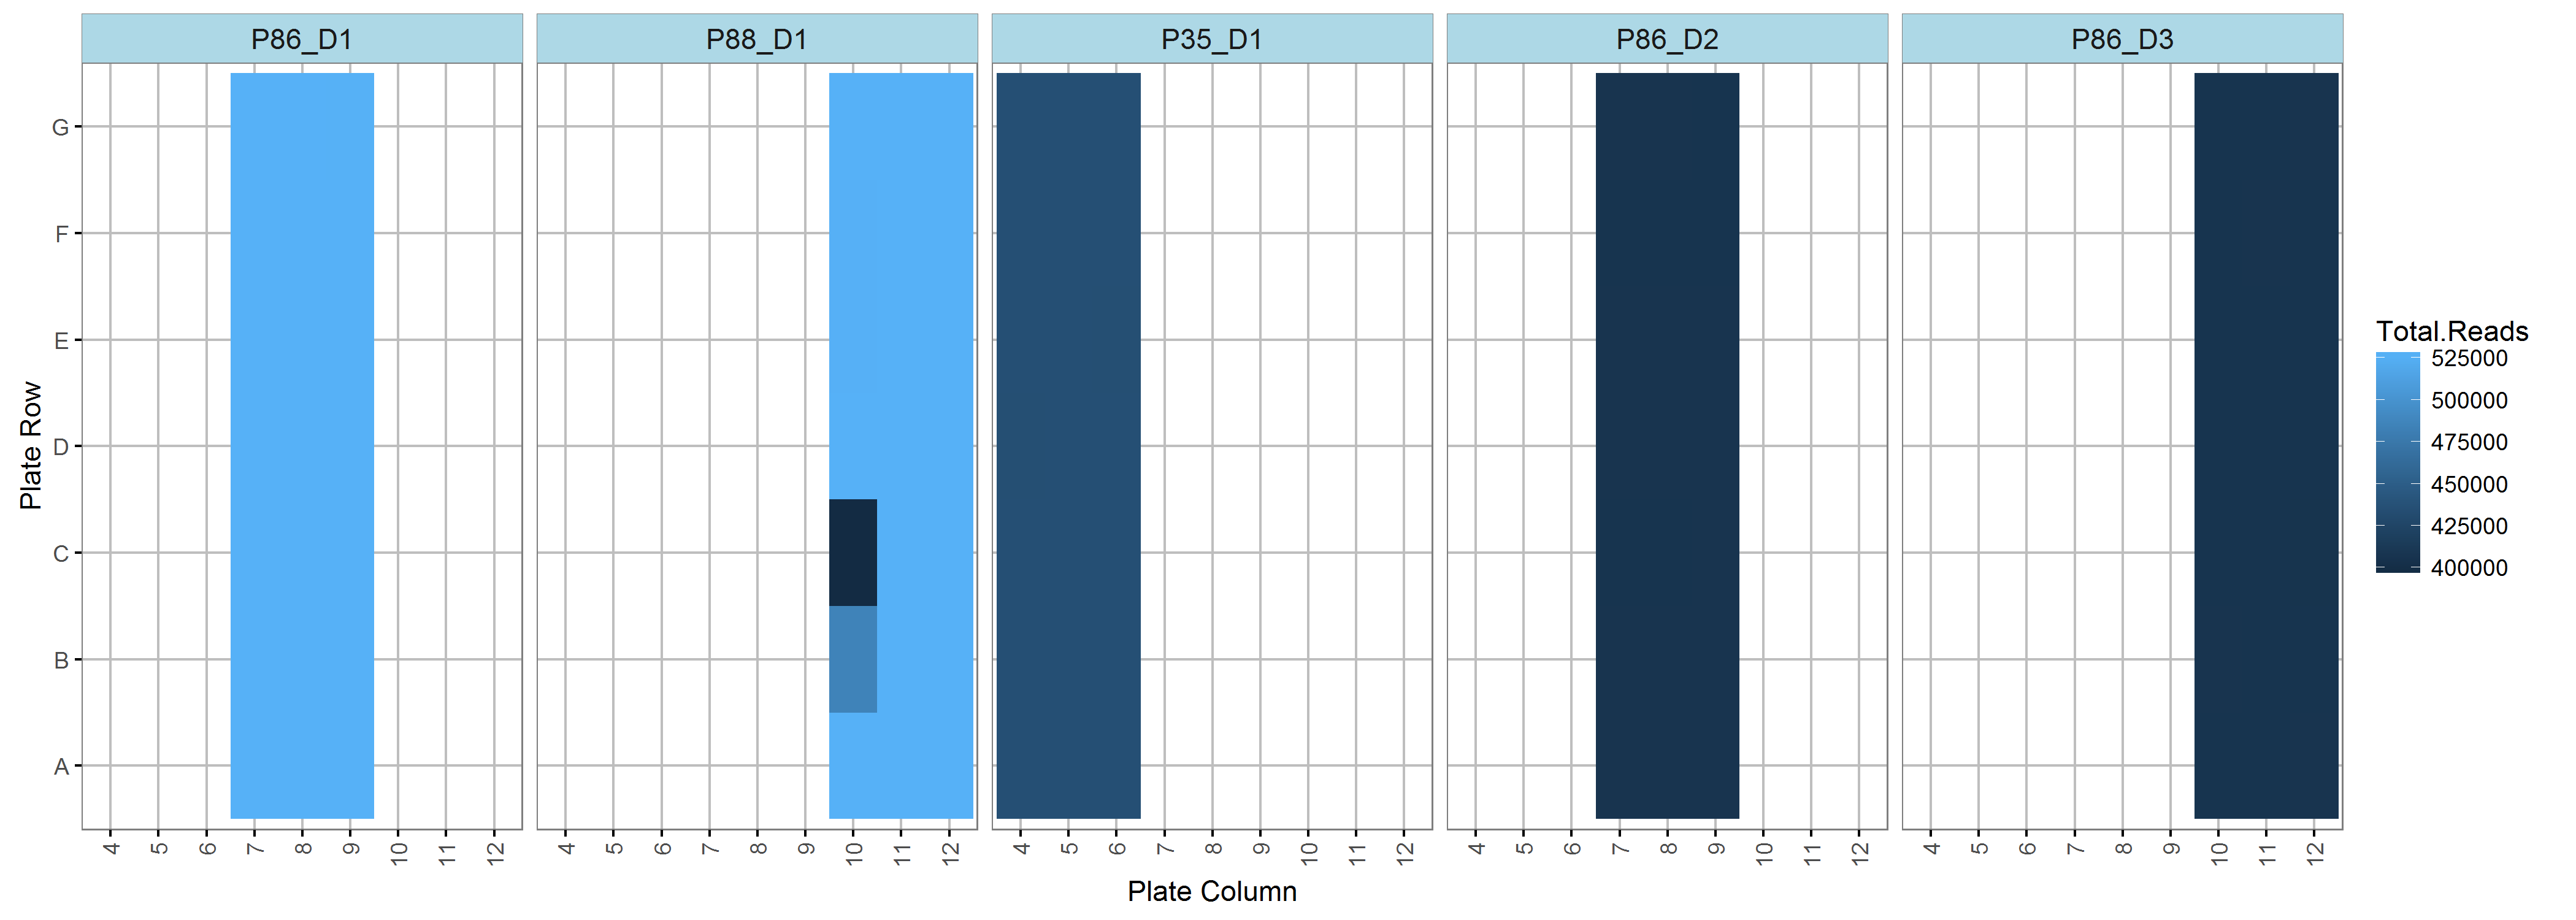 P86_D1 P88_D1 P35_D1 P86_D2 P86_D3
Plate Row
G
F
E
D
C
B
A
4 5 6 7 8 9 10 11 12 4 5 6 7 8 9 10 11 12 4 5 6 7 8 9 10 11 12 4 5 6 7 8 9 10 11 12 4 5 6 7 8 9 10 11 12
Plate Column
Total.Reads
525000
500000
475000
450000
425000
400000